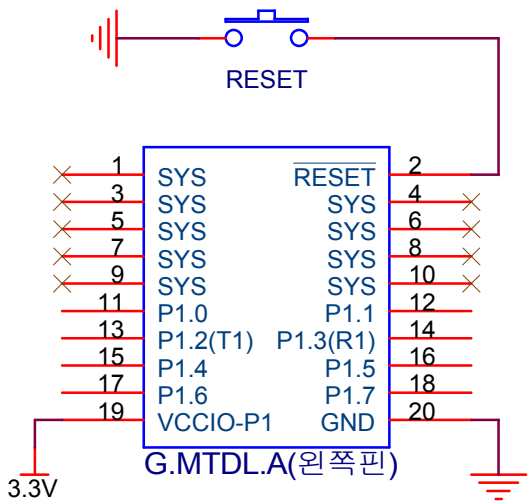 RESET
1 SYS RESET 2
3 SYS SYS 4
5 SYS SYS 6
7 SYS SYS 8
9 SYS SYS 10
11 P1.0 P1.1 12
13 P1.2(T1) P1.3(R1) 14
15 P1.4 P1.5 16
17 P1.6 P1.7 18
19 VCCIO-P1 GND 20
G.MTDL.A(왼쪽핀)
3.3V